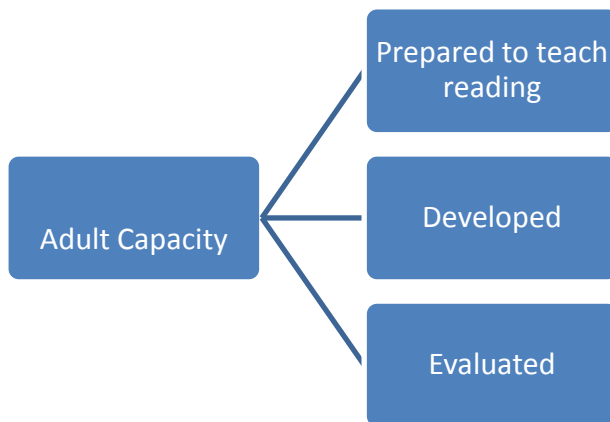 Prepared to teach
reading
Adult Capacity
Developed
Evaluated